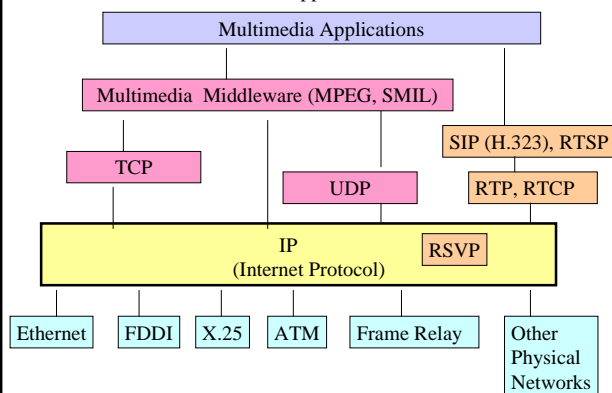 Multimedia Applications
Multimedia Middleware (MPEG, SMIL)
SIP (H.323), RTSP
TCP
UDP
RTP, RTCP
IP
(Internet Protocol)
RSVP
Ethernet
FDDI
X.25
ATM
Frame Relay
Other
Physical
Networks